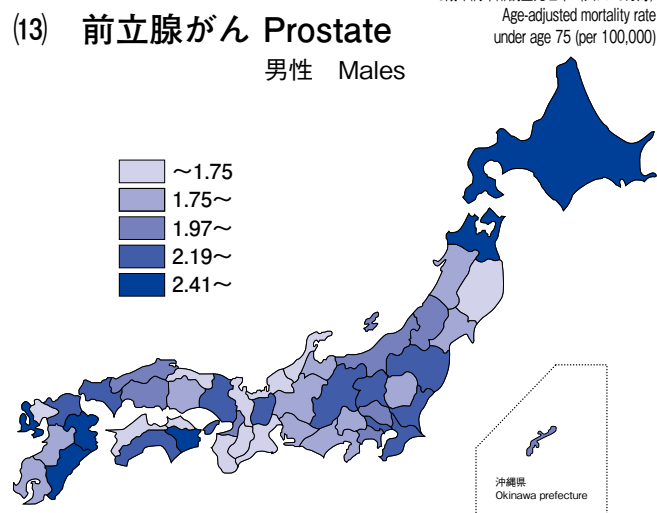 ⒀ 前立腺がん Prostate
男性 Males
Age-adjusted mortality rate
under age 75 (per 100,000)
～1.75
1.75～
1.97～
2.19～
2.41～
沖縄県
Okinawa prefecture